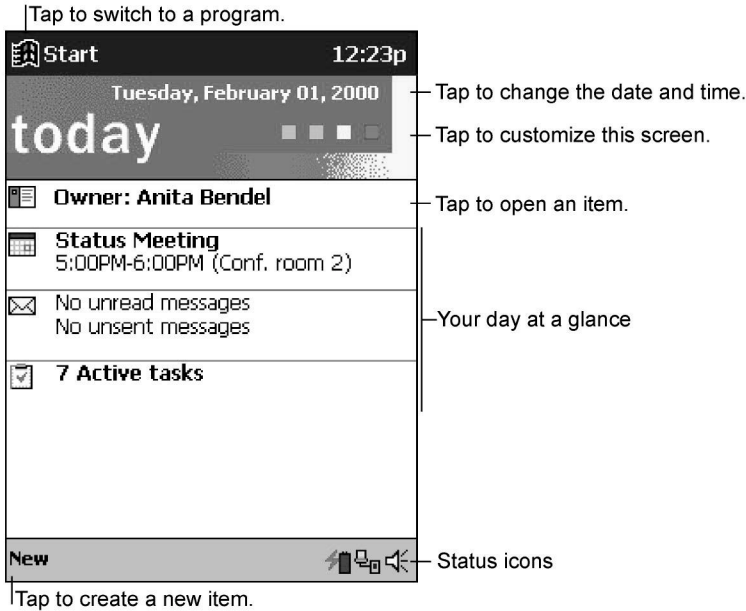 Tap to switch to a program.
Start 12:23p
Tuesday, February 01, 2000
Tap to change the date and time.
today
Tap to customize this screen.
Owner: Anita Bendel
Tap to open an item.
Status Meeting
5:00PM-6:00PM (Conf. room 2)
No unread messages
No unsent messages
Your day at a glance
7 Active tasks
New
Status icons
Tap to create a new item.